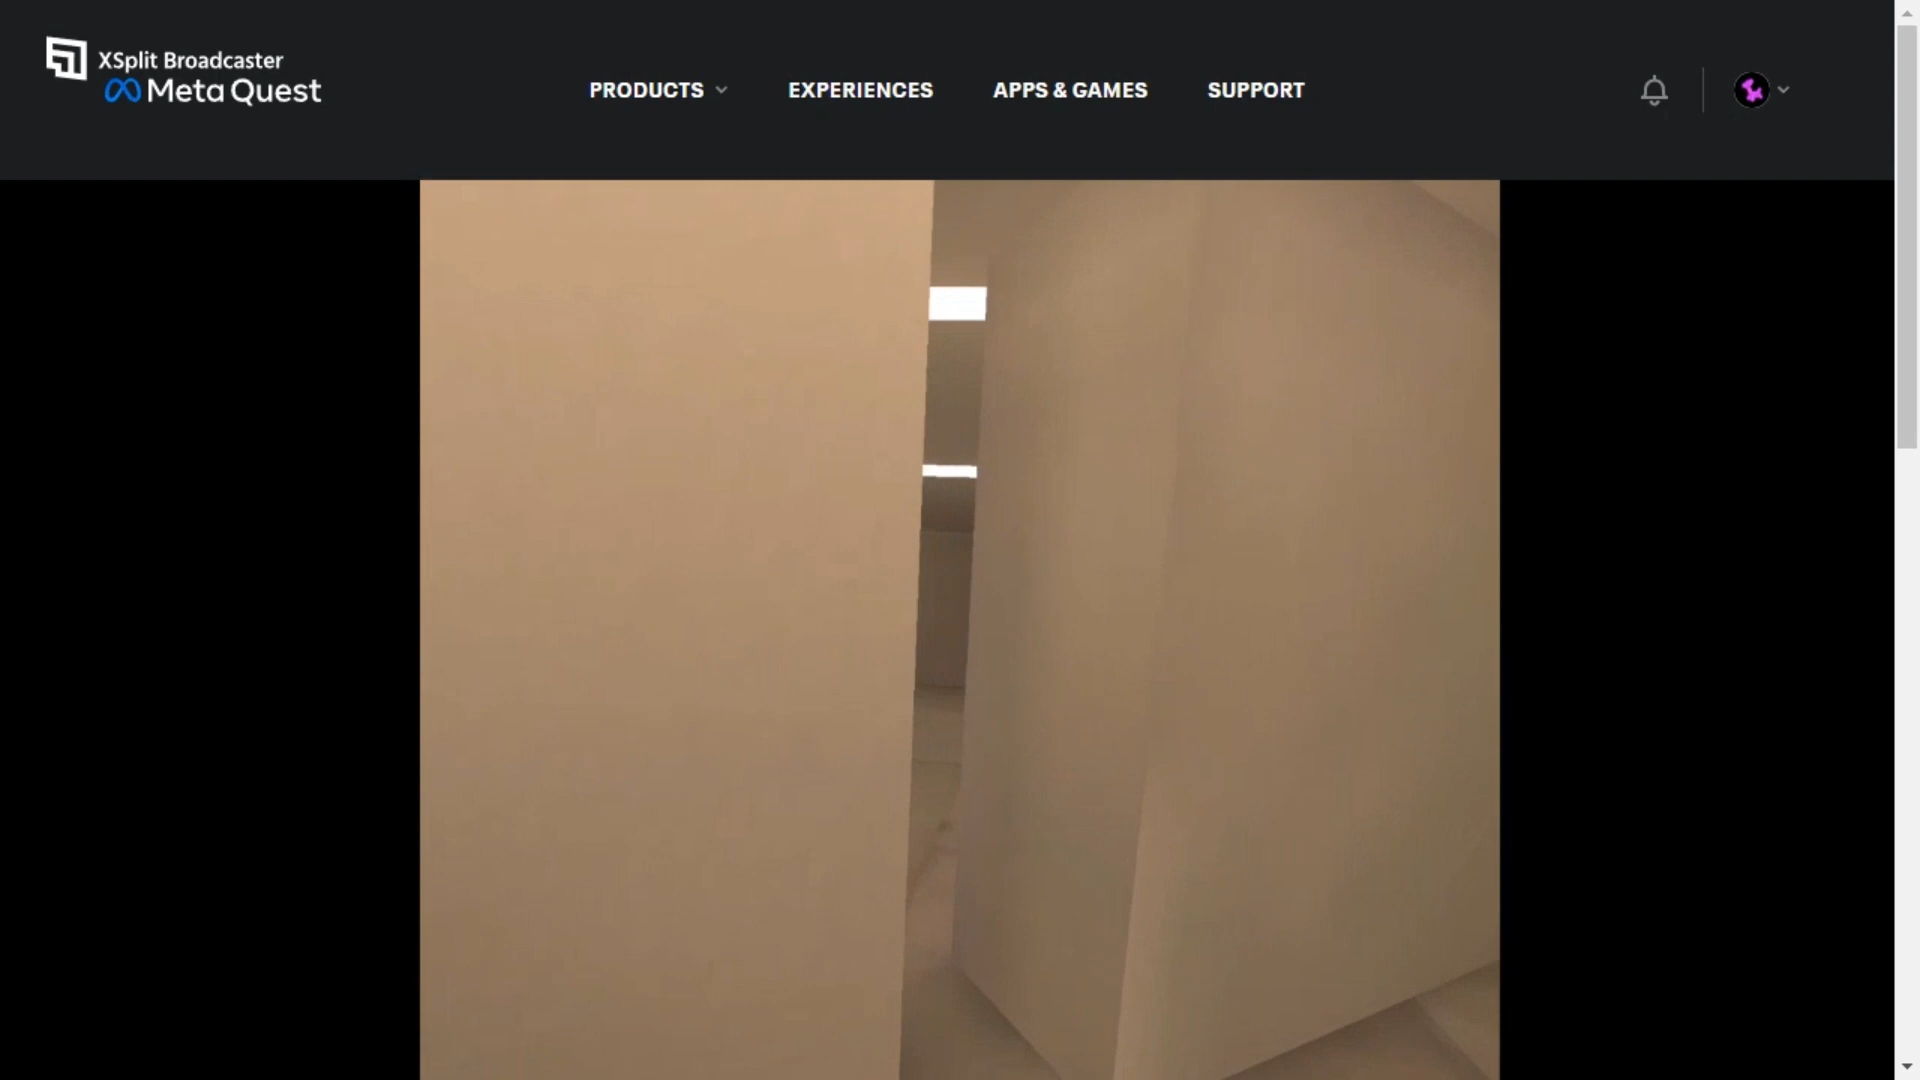 XSplit Broadcaster
Meta Quest
PRODUCTS
EXPERIENCES
APPS & GAMES
SUPPORT